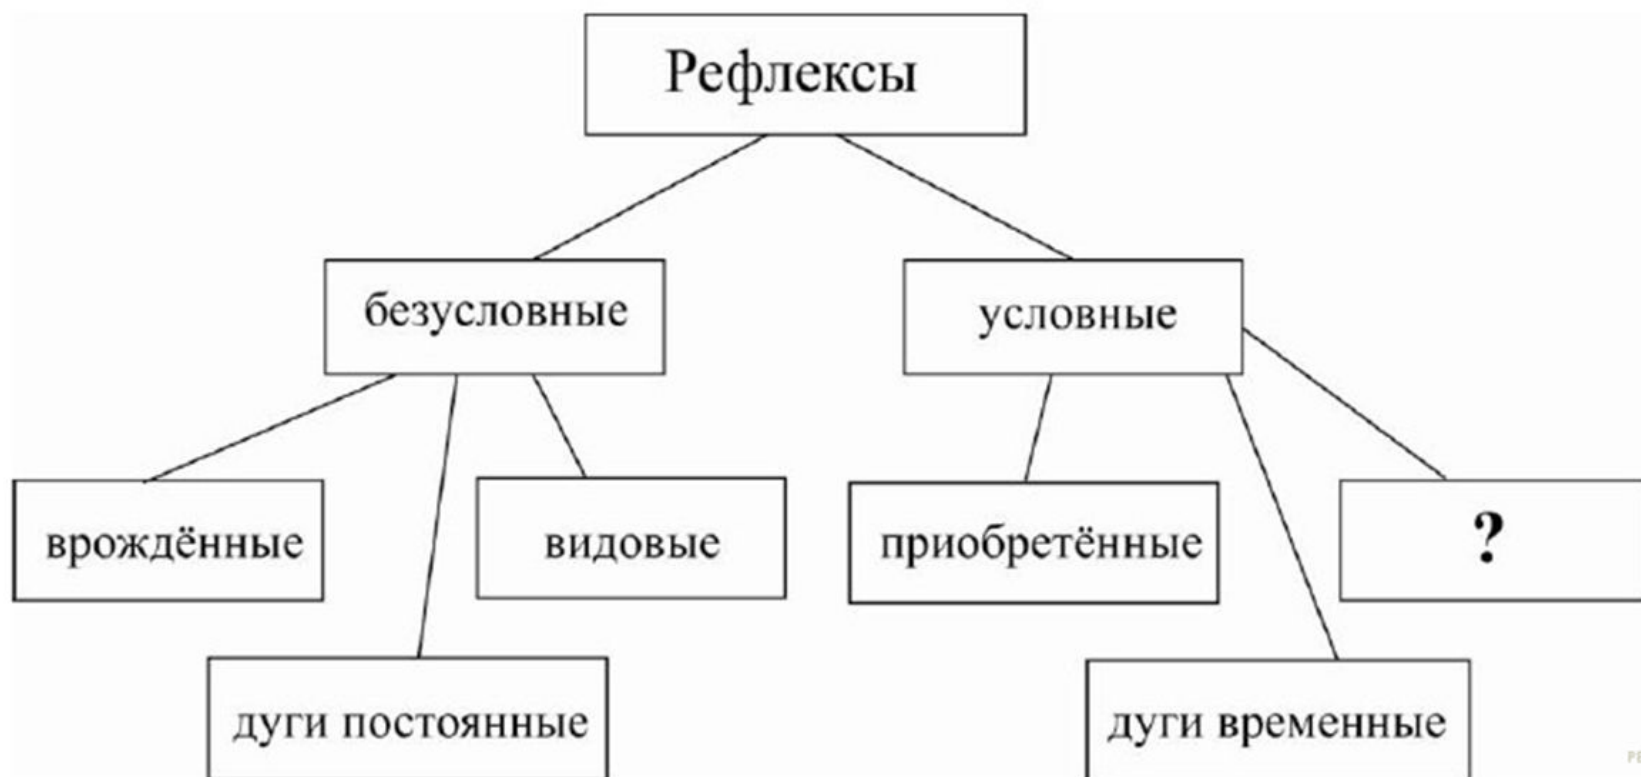 Рефлексы
безусловные
условные
врождённые
видовые
приобретённые
?
дуги постоянные
дуги временные